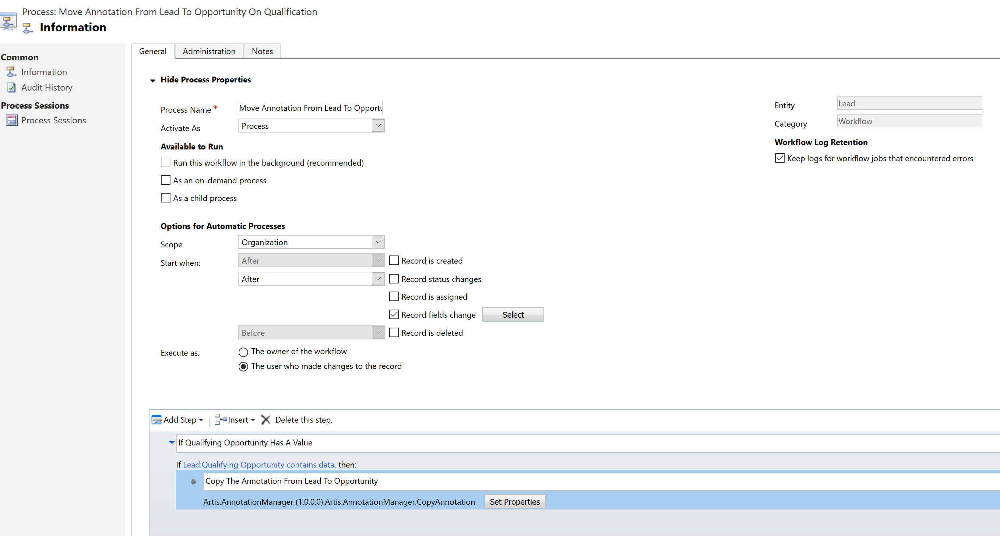 Process: Move Annotation From Lead To Opportunity On Qualification
Information
Common
Information
Audit History
Process Sessions
Process Sessions
General
Administration
Notes
Hide Process Properties
Process Name *
Move Annotation From Lead To Opportu
Activate As
Process
Available to Run
Run this workflow in the background (recommended)
As an on-demand process
As a child process
Entity
Lead
Category
Workflow
Workflow Log Retention
Keep logs for workflow jobs that encountered errors
Options for Automatic Processes
Scope
Organization
Start when:
After
Record is created
After
Record status changes
Record is assigned
Record fields change
Select
Before
Record is deleted
Execute as:
The owner of the workflow
The user who made changes to the record
Add Step
Insert
Delete this step.
If Qualifying Opportunity Has A Value
If Lead:Qualifying Opportunity contains data, then:
Copy The Annotation From Lead To Opportunity
Artis.AnnotationManager (1.0.0.0):Artis.AnnotationManager.CopyAnnotation
Set Properties